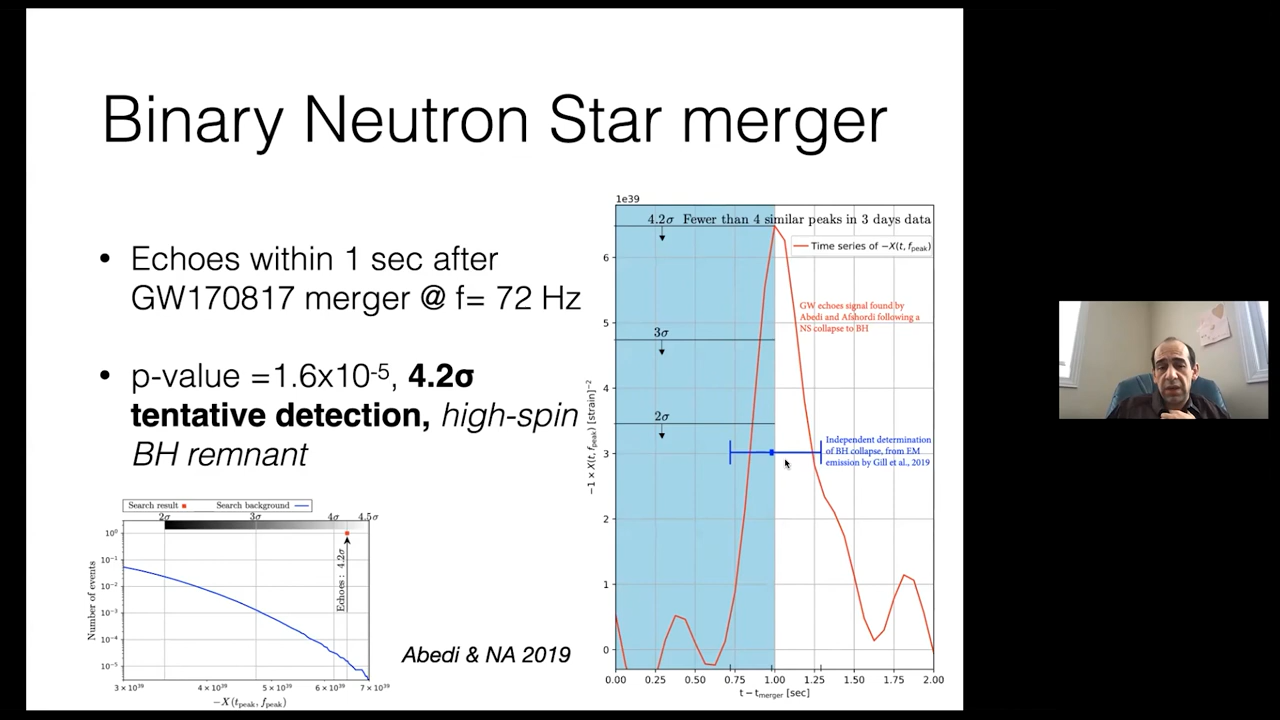 Binary Neutron Star merger
• Echoes within 1 sec after
GW170817 merger @ f= 72 Hz
• p-value =1.6x10⁻⁵, 4.2σ
tentative detection, high-spin
BH remnant
Search result
Search background
2σ 3σ 4σ 4.5σ
Echoes : 4.2σ
Number of events
10⁰
10⁻¹
10⁻²
10⁻³
10⁻⁴
10⁻⁵
3×10³⁹ 4×10³⁹ 5×10³⁹ 6×10³⁹ 7×10³⁹
−X(tpeak, fpeak)
Abedi & NA 2019
1e39
4.2σ Fewer than 4 similar peaks in 3 days data
Time series of −X(t, fpeak)
GW echoes signal found by
Abedi and Afshordi following a
NS collapse to BH
3σ
2σ
Independent determination
of BH collapse, from EM
emission by Gill et al., 2019
−1 × X(t, fpeak) [strain]⁻²
6
5
4
3
2
1
0
0.00 0.25 0.50 0.75 1.00 1.25 1.50 1.75 2.00
t − tmerger [sec]